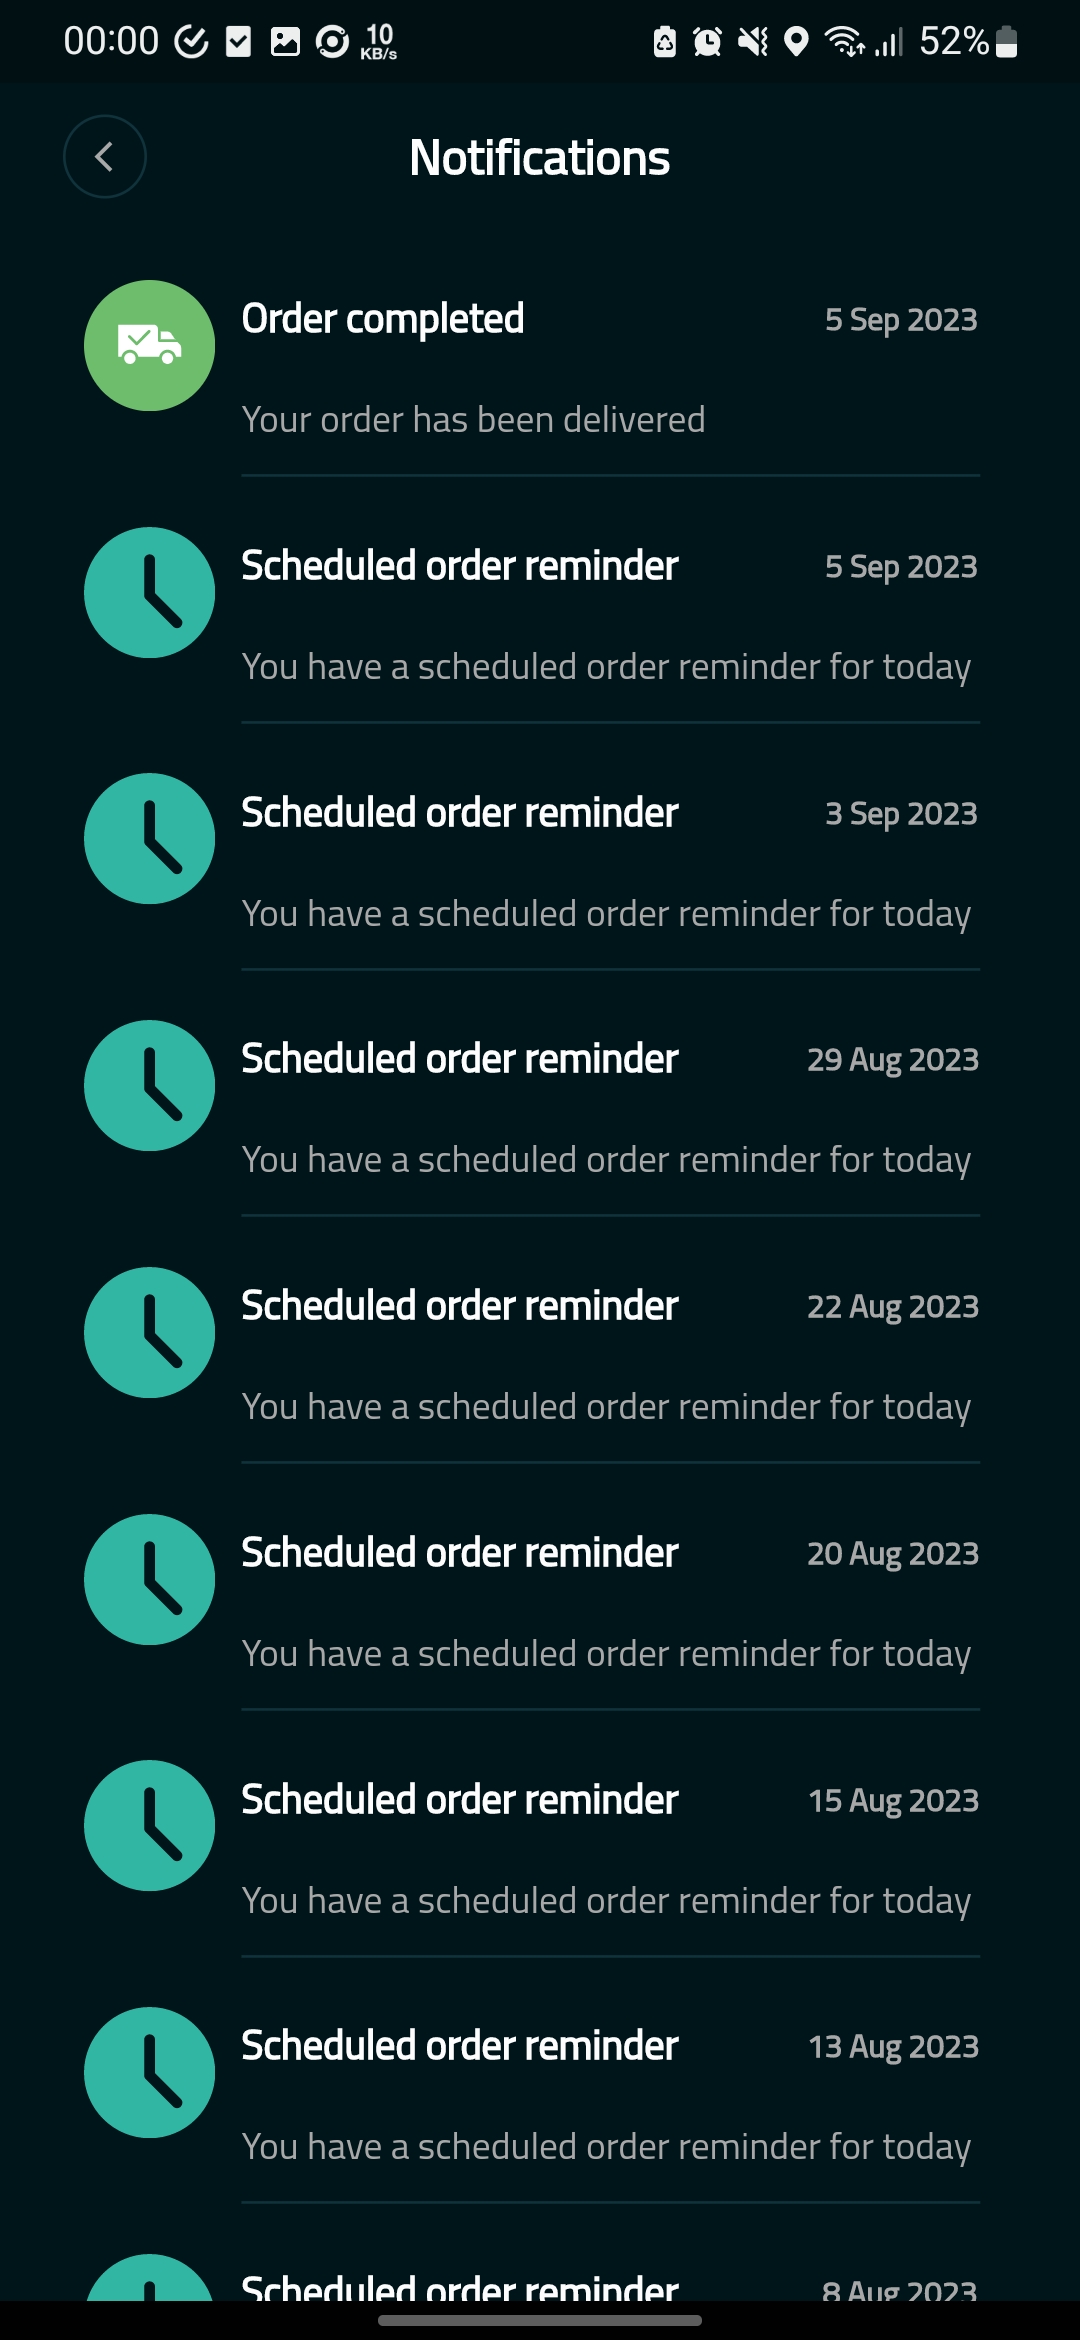 00:00 10 KB/s 52%
Notifications
Order completed 5 Sep 2023
Your order has been delivered
Scheduled order reminder 5 Sep 2023
You have a scheduled order reminder for today
Scheduled order reminder 3 Sep 2023
You have a scheduled order reminder for today
Scheduled order reminder 29 Aug 2023
You have a scheduled order reminder for today
Scheduled order reminder 22 Aug 2023
You have a scheduled order reminder for today
Scheduled order reminder 20 Aug 2023
You have a scheduled order reminder for today
Scheduled order reminder 15 Aug 2023
You have a scheduled order reminder for today
Scheduled order reminder 13 Aug 2023
You have a scheduled order reminder for today
Scheduled order reminder 8 Aug 2023